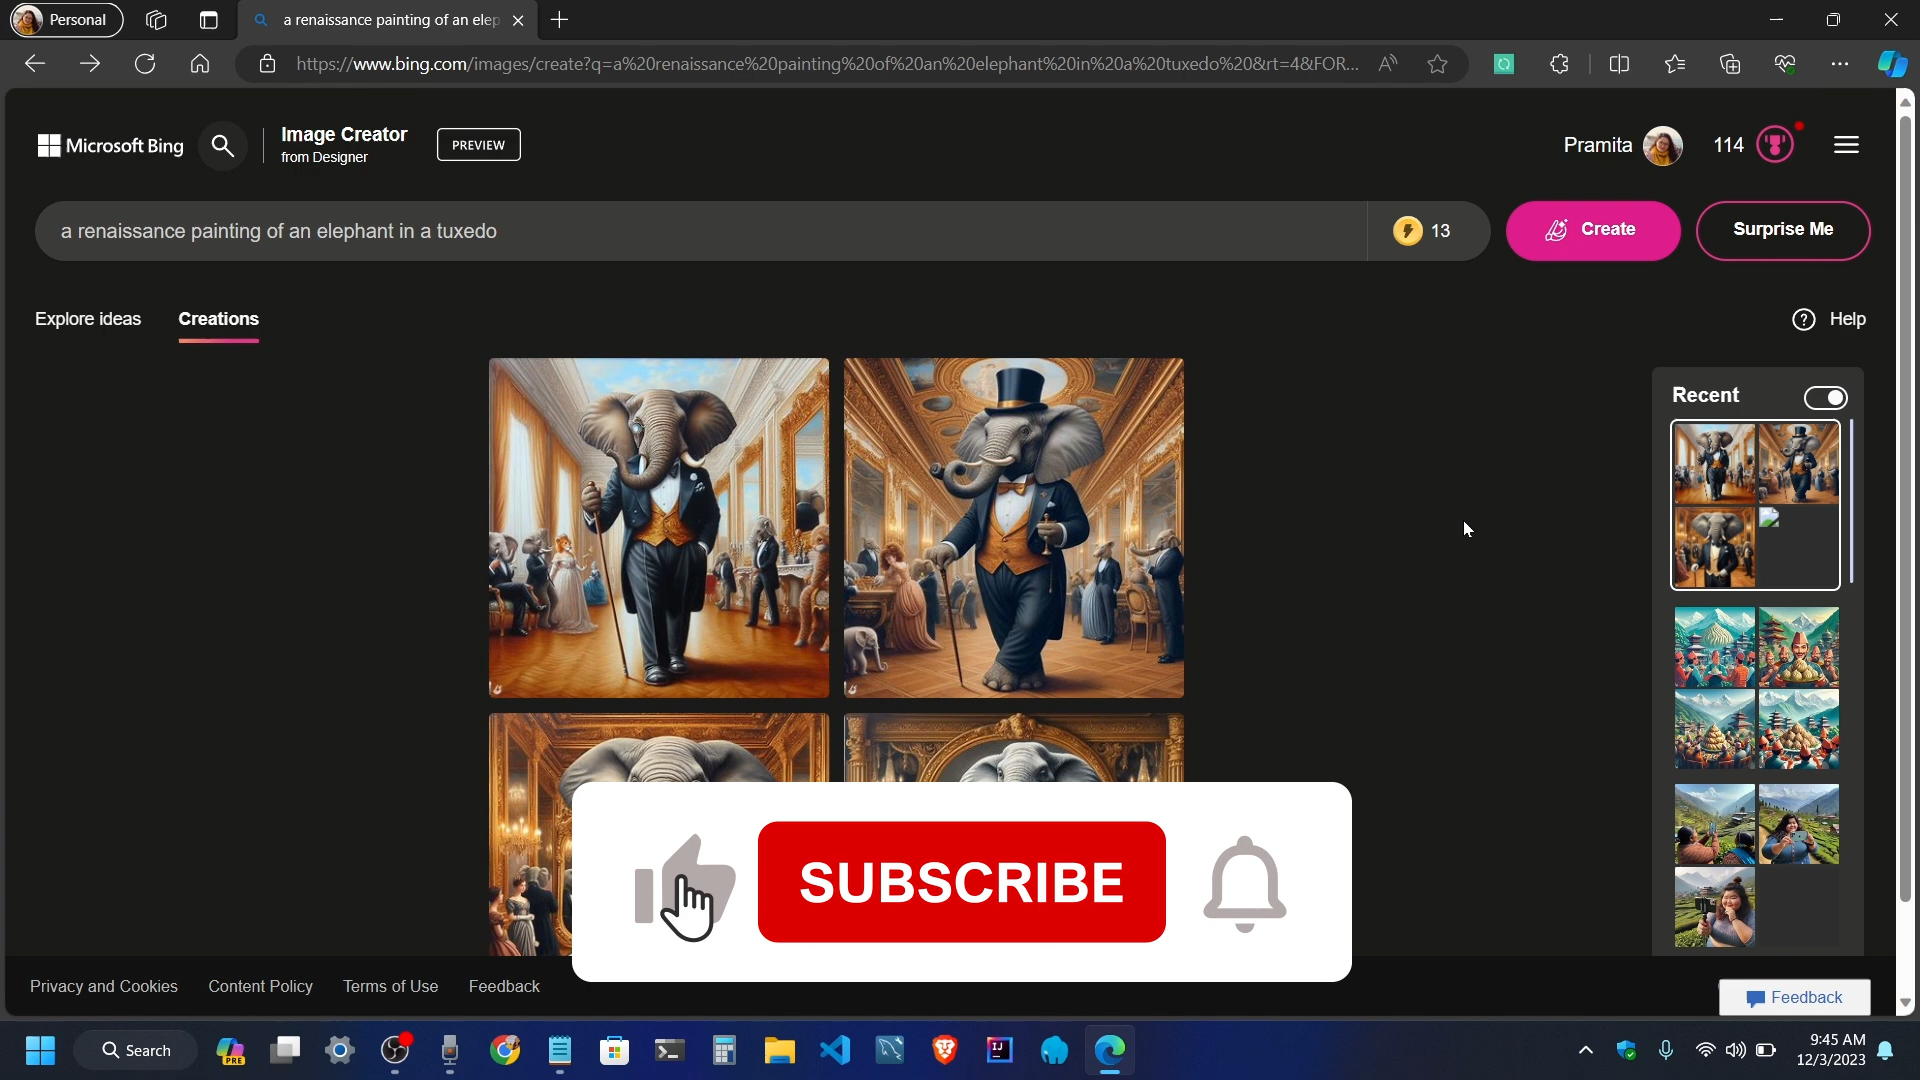 Personal
a renaissance painting of an elep
https://www.bing.com/images/create?q=a%20renaissance%20painting%20of%20an%20elephant%20in%20a%20tuxedo%20&rt=4&FOR...
Microsoft Bing
Image Creator
from Designer
PREVIEW
Pramita
114
a renaissance painting of an elephant in a tuxedo
13
Create
Surprise Me
Explore ideas
Creations
Help
Recent
SUBSCRIBE
Privacy and Cookies
Content Policy
Terms of Use
Feedback
Feedback
Search
PRE
IJ
9:45 AM
12/3/2023